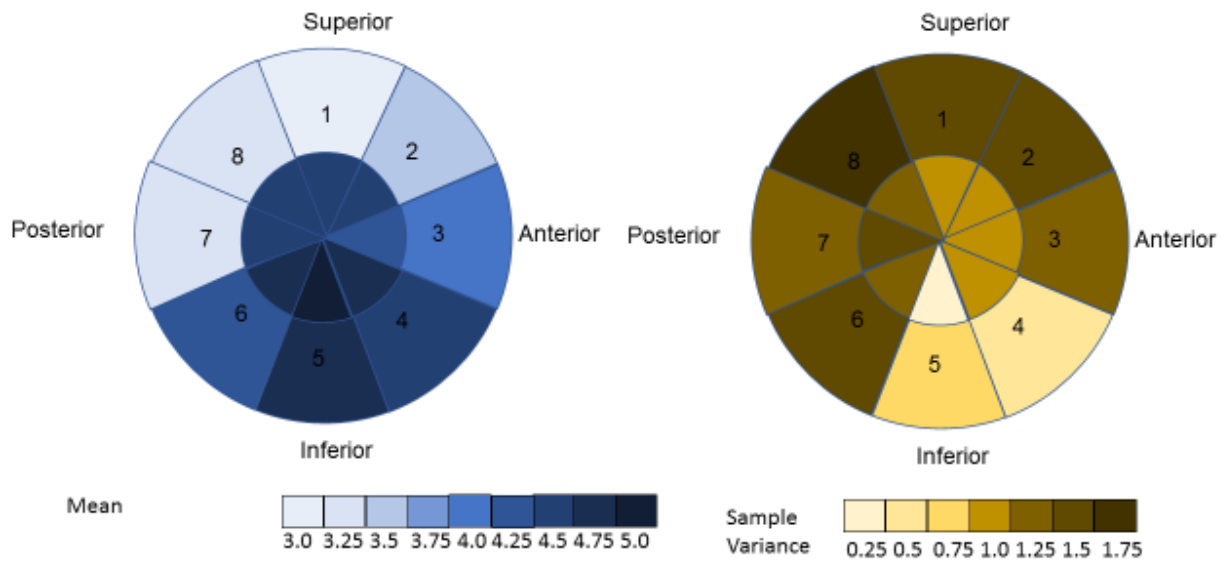 Superior
1
2
8
Posterior
7
3
Anterior
6
4
5
Inferior
Mean
3.0 3.25 3.5 3.75 4.0 4.25 4.5 4.75 5.0
Superior
1
2
8
Posterior
7
3
Anterior
6
4
5
Inferior
Sample
Variance
0.25 0.5 0.75 1.0 1.25 1.5 1.75